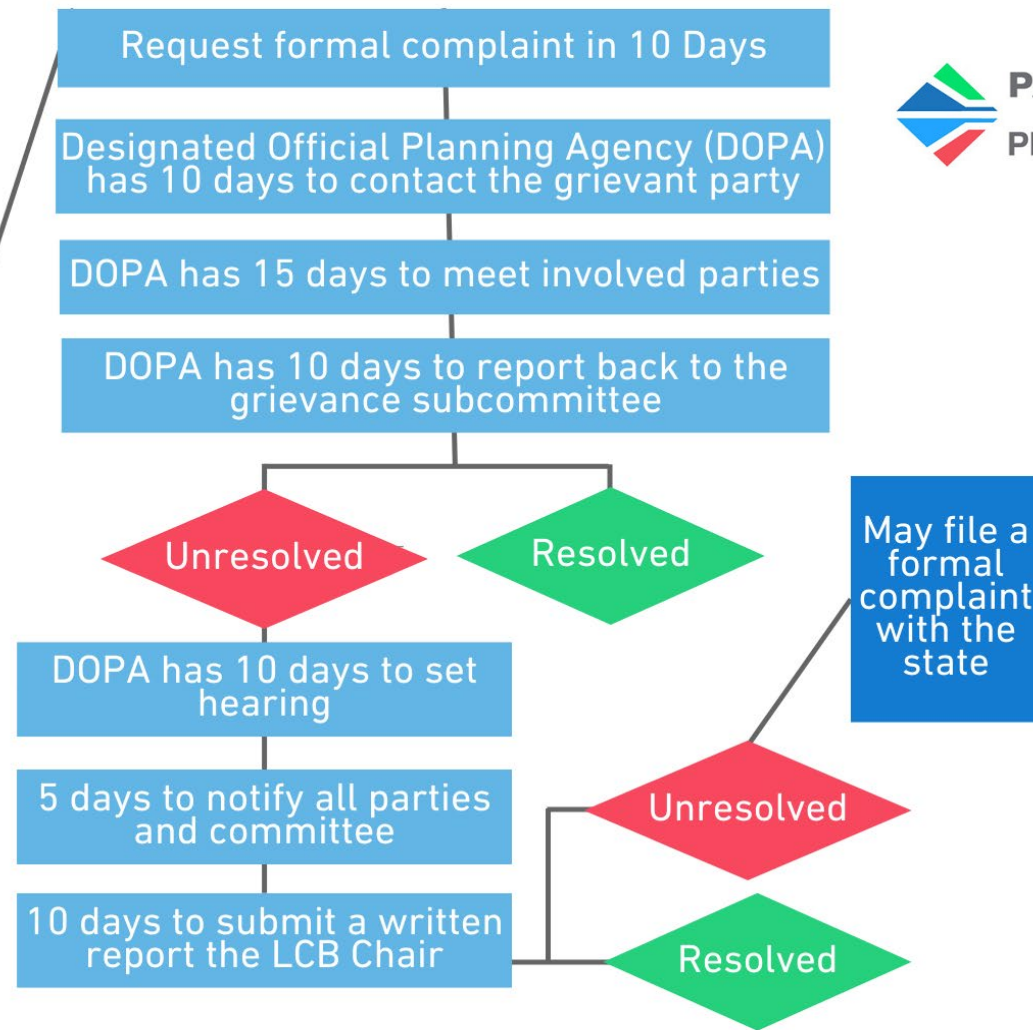 Request formal complaint in 10 Days
Designated Official Planning Agency (DOPA)
has 10 days to contact the grievant party
DOPA has 15 days to meet involved parties
DOPA has 10 days to report back to the
grievance subcommittee
Unresolved
Resolved
May file a
formal
complaint
with the
state
DOPA has 10 days to set
hearing
5 days to notify all parties
and committee
Unresolved
10 days to submit a written
report the LCB Chair
Resolved